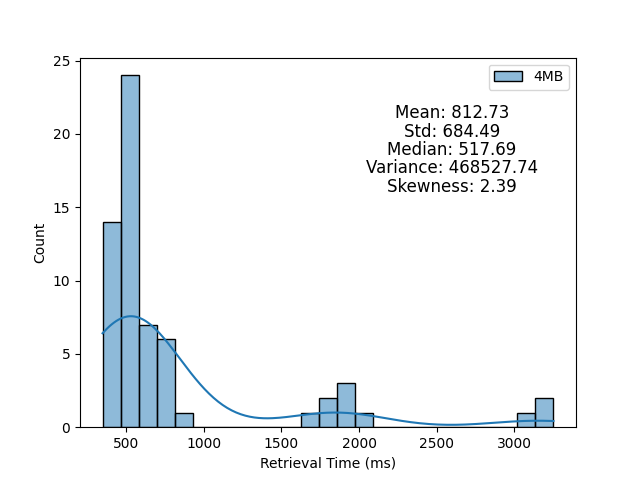 4MB
Mean: 812.73
Std: 684.49
Median: 517.69
Variance: 468527.74
Skewness: 2.39
25
20
15
10
5
0
Count
500 1000 1500 2000 2500 3000
Retrieval Time (ms)